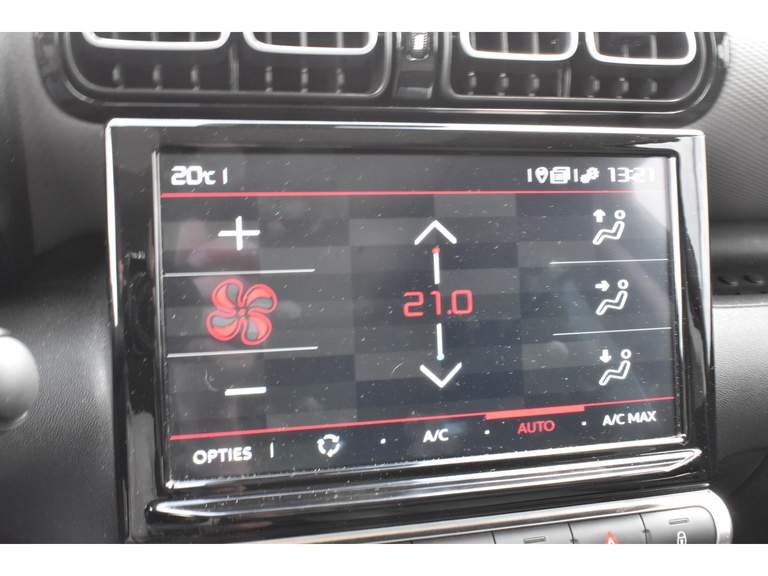 20°C
13:21
21.0
OPTIES A/C AUTO A/C MAX